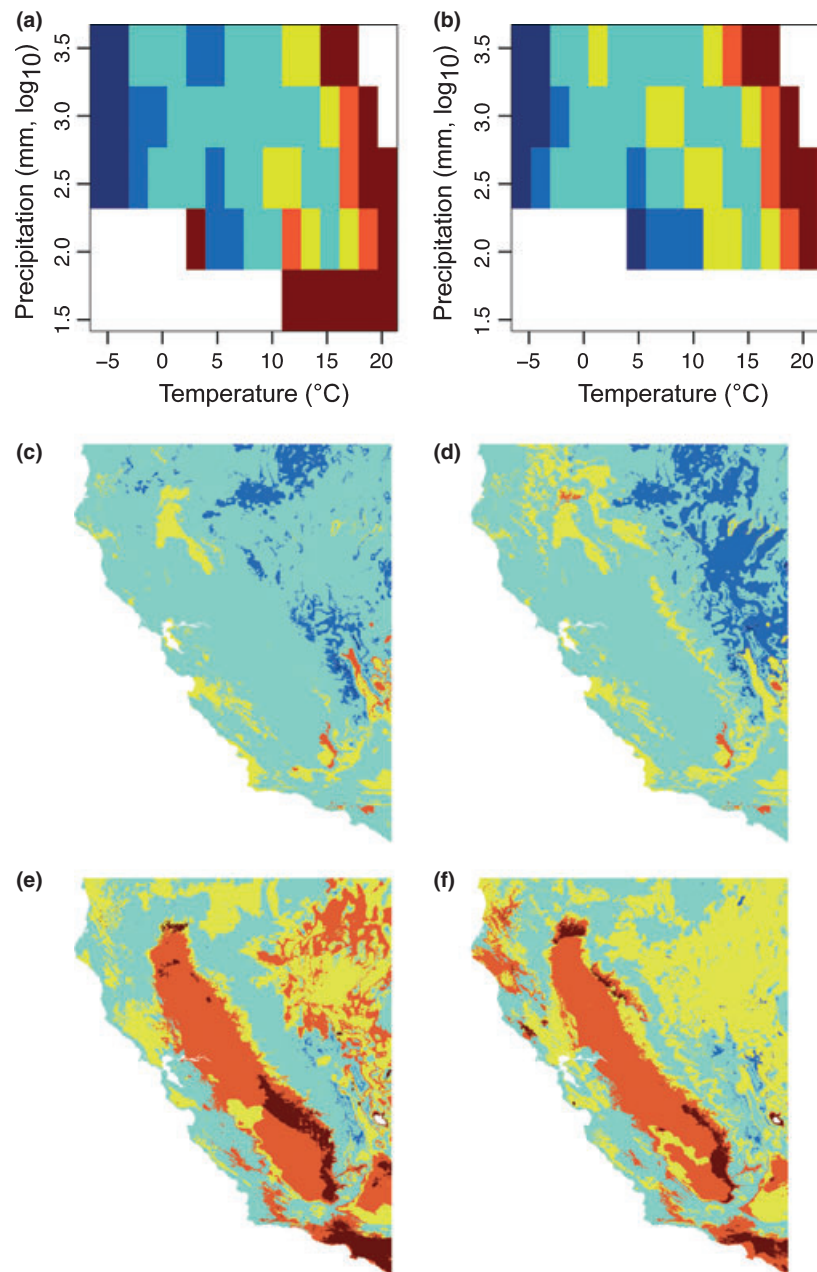 (a)
(b)
Precipitation (mm, log10)
3.5
3.0
2.5
2.0
1.5
−5 0 5 10 15 20
Temperature (°C)
Precipitation (mm, log10)
3.5
3.0
2.5
2.0
1.5
−5 0 5 10 15 20
Temperature (°C)
(c)
(d)
(e)
(f)